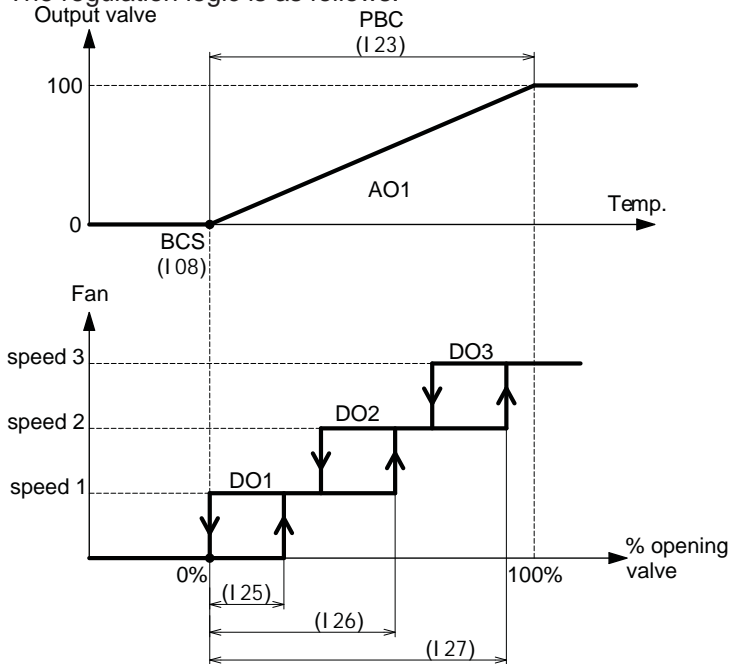 The regulation logic is as follows:
Output valve
PBC
(I23)
100
AO1
0
Temp.
BCS
(I08)
Fan
speed 3
DO3
speed 2
DO2
speed 1
DO1
0%
100%
% opening
valve
(I25)
(I26)
(I27)